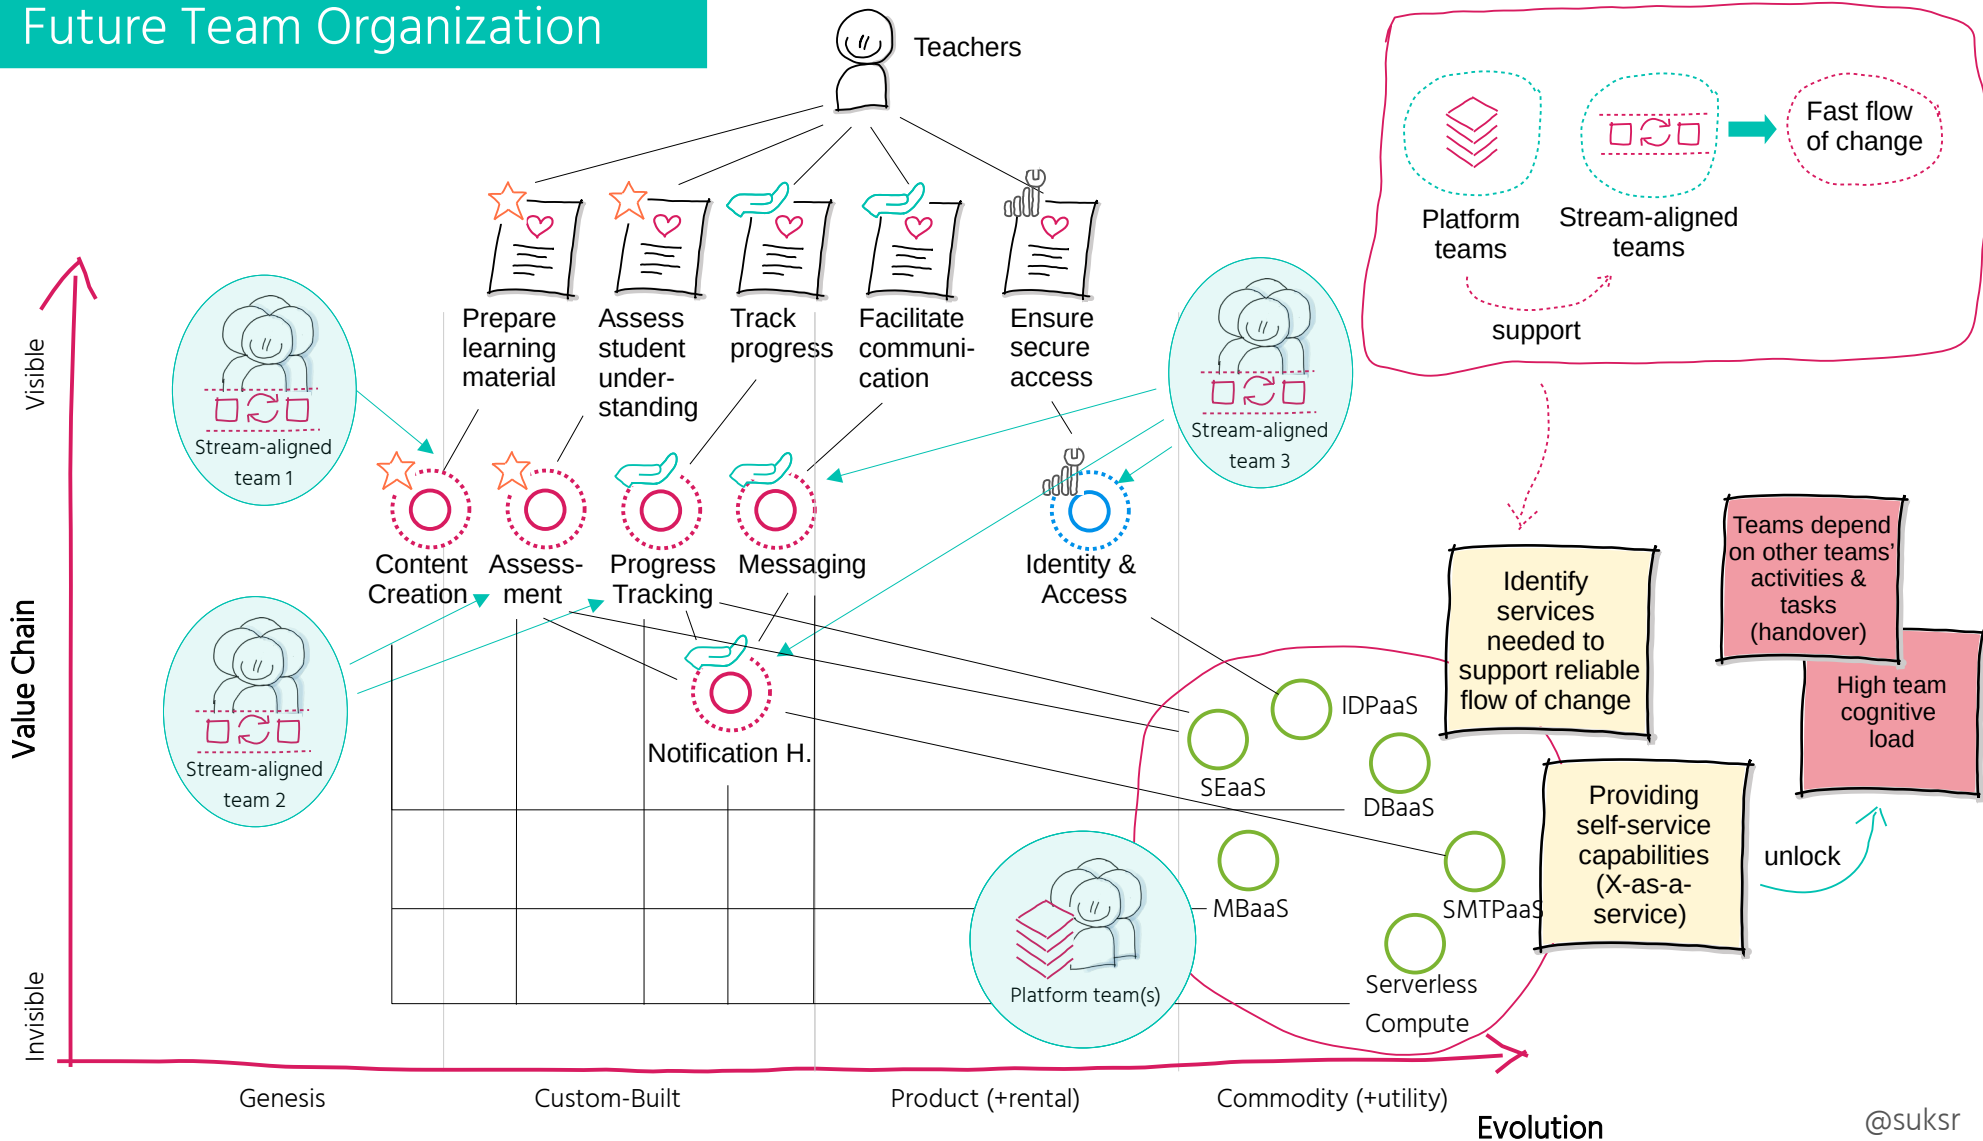 Future Team Organization
Teachers
Fast flow
of change
Platform
teams
Stream-aligned
teams
support
Prepare
learning
material
Assess
student
under-
standing
Track
progress
Facilitate
communi-
cation
Ensure
secure
access
Stream-aligned
team 1
Stream-aligned
team 3
Content
Creation
Assess-
ment
Progress
Tracking
Messaging
Identity &
Access
Notification H.
Stream-aligned
team 2
IDPaaS
SEaaS
DBaaS
MBaaS
SMTPaaS
Serverless
Compute
Platform team(s)
Identify
services
needed to
support reliable
flow of change
Providing
self-service
capabilities
(X-as-a-
service)
Teams depend
on other teams’
activities &
tasks
(handover)
High team
cognitive
load
unlock
Visible
Value Chain
Invisible
Genesis
Custom-Built
Product (+rental)
Commodity (+utility)
Evolution
@suksr